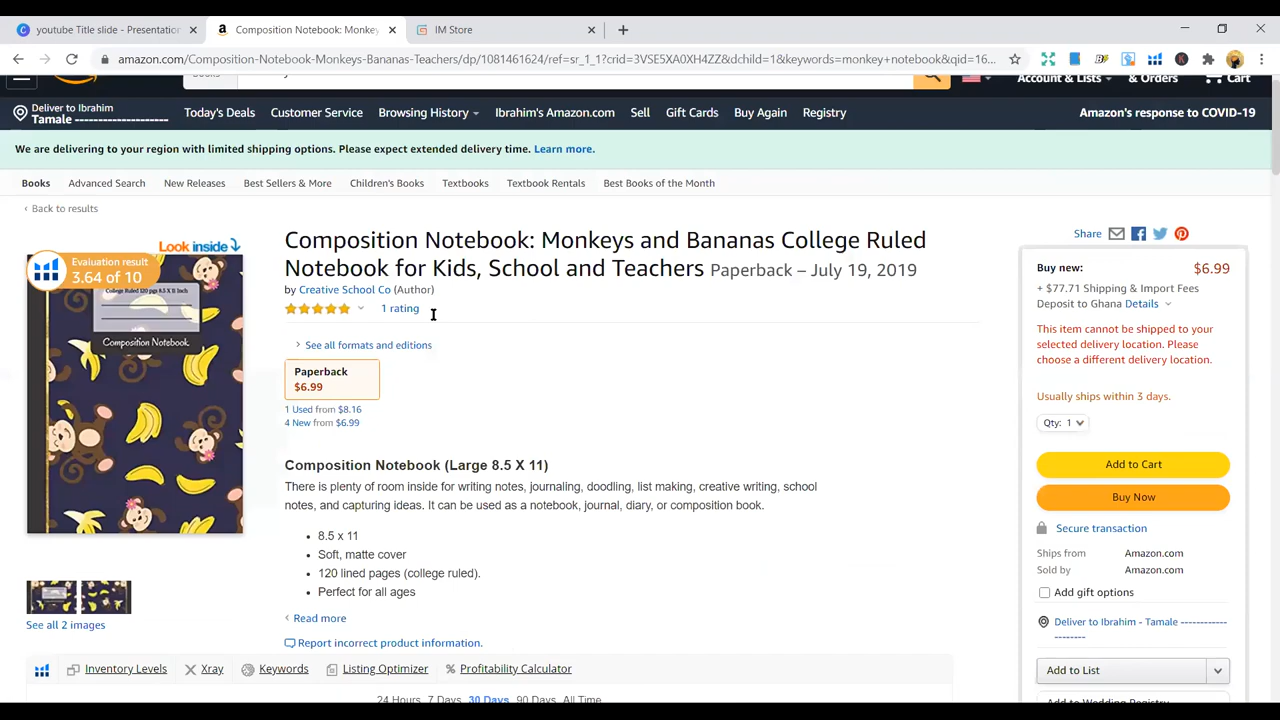 youtube Title slide - Presentation
Composition Notebook: Monkey
IM Store
amazon.com/Composition-Notebook-Monkeys-Bananas-Teacher/dp/1081461624/ref=sr_1_1?crid=3VSE5XA0XH4ZZ&dchild=1&keywords=monkey+notebook&qid=16...
Account & Lists
& Orders
Cart
Deliver to Ibrahim
Tamale ---------------------
Today's Deals
Customer Service
Browsing History
Ibrahim's Amazon.com
Sell
Gift Cards
Buy Again
Registry
Amazon's response to COVID-19
We are delivering to your region with limited shipping options. Please expect extended delivery time. Learn more.
Books
Advanced Search
New Releases
Best Sellers & More
Children's Books
Textbooks
Textbook Rentals
Best Books of the Month
‹ Back to results
Look inside
Evaluation result
3.64 of 10
College Ruled 120 pgs 8.5 X 11 Inch
Composition Notebook.
See all 2 images
Composition Notebook: Monkeys and Bananas College Ruled
Notebook for Kids, School and Teachers Paperback – July 19, 2019
by Creative School Co (Author)
1 rating
See all formats and editions
Paperback
$6.99
1 Used from $8.16
4 New from $6.99
Composition Notebook (Large 8.5 X 11)
There is plenty of room inside for writing notes, journaling, doodling, list making, creative writing, school
notes, and capturing ideas. It can be used as a notebook, journal, diary, or composition book.
• 8.5 x 11
• Soft, matte cover
• 120 lined pages (college ruled).
• Perfect for all ages
Read more
Report incorrect product information.
Inventory Levels
Xray
Keywords
Listing Optimizer
Profitability Calculator
24 Hours 7 Days 30 Days 90 Days All Time
Share
Buy new: $6.99
+ $77.71 Shipping & Import Fees
Deposit to Ghana Details
This item cannot be shipped to your
selected delivery location. Please
choose a different delivery location.
Usually ships within 3 days.
Qty: 1
Add to Cart
Buy Now
Secure transaction
Ships from Amazon.com
Sold by Amazon.com
Add gift options
Deliver to Ibrahim - Tamale ------------
--------
Add to List
Add to Wedding Registry